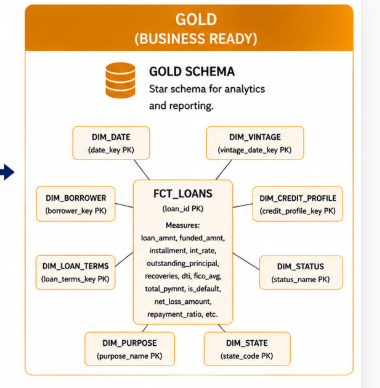 GOLD
(BUSINESS READY)
GOLD SCHEMA
Star schema for analytics
and reporting.
DIM_DATE
(date_key PK)
DIM_VINTAGE
(vintage_date_key PK)
DIM_BORROWER
(borrower_key PK)
FCT_LOANS
(loan_id PK)
Measures:
loan_amnt, funded_amnt,
installment, int_rate,
outstanding_principal,
recoveries, dti, fico_avg,
total_pymnt, is_default,
net_loss_amount,
repayment_ratio, etc.
DIM_CREDIT_PROFILE
(credit_profile_key PK)
DIM_LOAN_TERMS
(loan_terms_key PK)
DIM_STATUS
(status_name PK)
DIM_PURPOSE
(purpose_name PK)
DIM_STATE
(state_code PK)